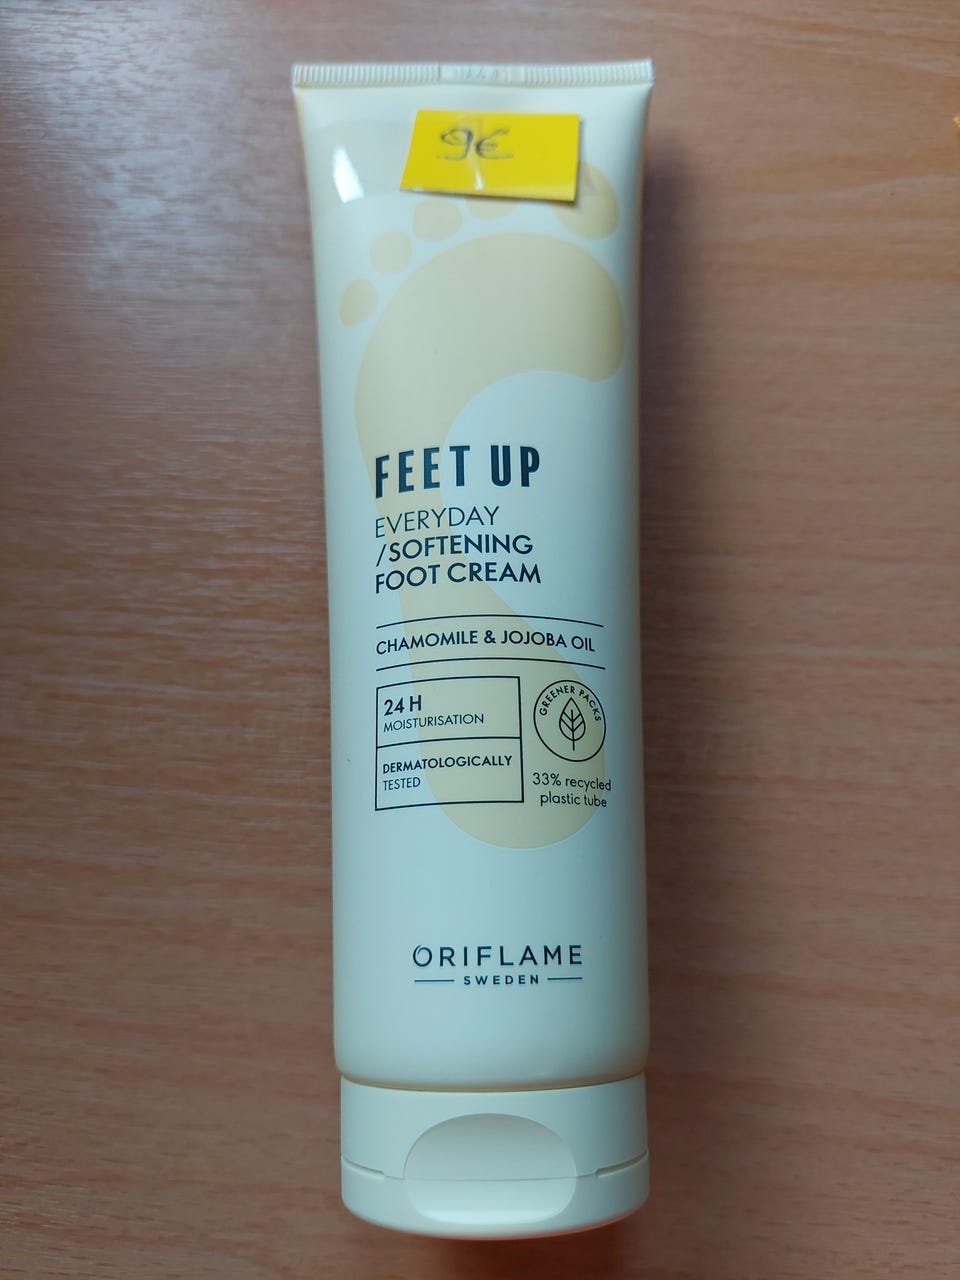 9€
FEET UP
EVERYDAY
/SOFTENING
FOOT CREAM
CHAMOMILE & JOJOBA OIL
24H
MOISTURISATION
DERMATOLOGICALLY
TESTED
GREENER PACKS
33% recycled
plastic tube
ORIFLAME
SWEDEN